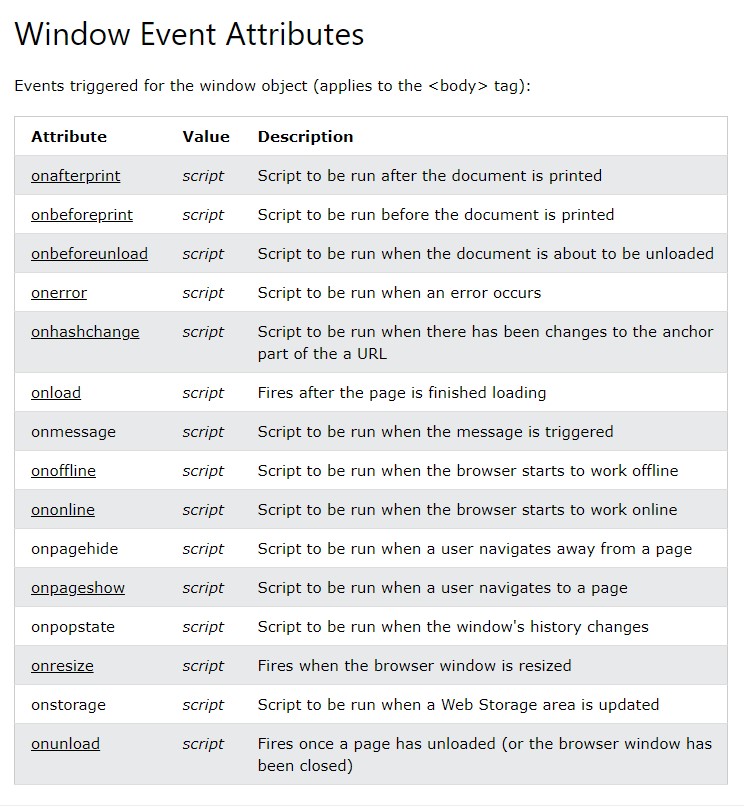 Window Event Attributes
Events triggered for the window object (applies to the <body> tag):
Attribute Value Description
onafterprint script Script to be run after the document is printed
onbeforeprint script Script to be run before the document is printed
onbeforeunload script Script to be run when the document is about to be unloaded
onerror script Script to be run when an error occurs
onhashchange script Script to be run when there has been changes to the anchor
part of the a URL
onload script Fires after the page is finished loading
onmessage script Script to be run when the message is triggered
onoffline script Script to be run when the browser starts to work offline
ononline script Script to be run when the browser starts to work online
onpagehide script Script to be run when a user navigates away from a page
onpageshow script Script to be run when a user navigates to a page
onpopstate script Script to be run when the window's history changes
onresize script Fires when the browser window is resized
onstorage script Script to be run when a Web Storage area is updated
onunload script Fires once a page has unloaded (or the browser window has
been closed)